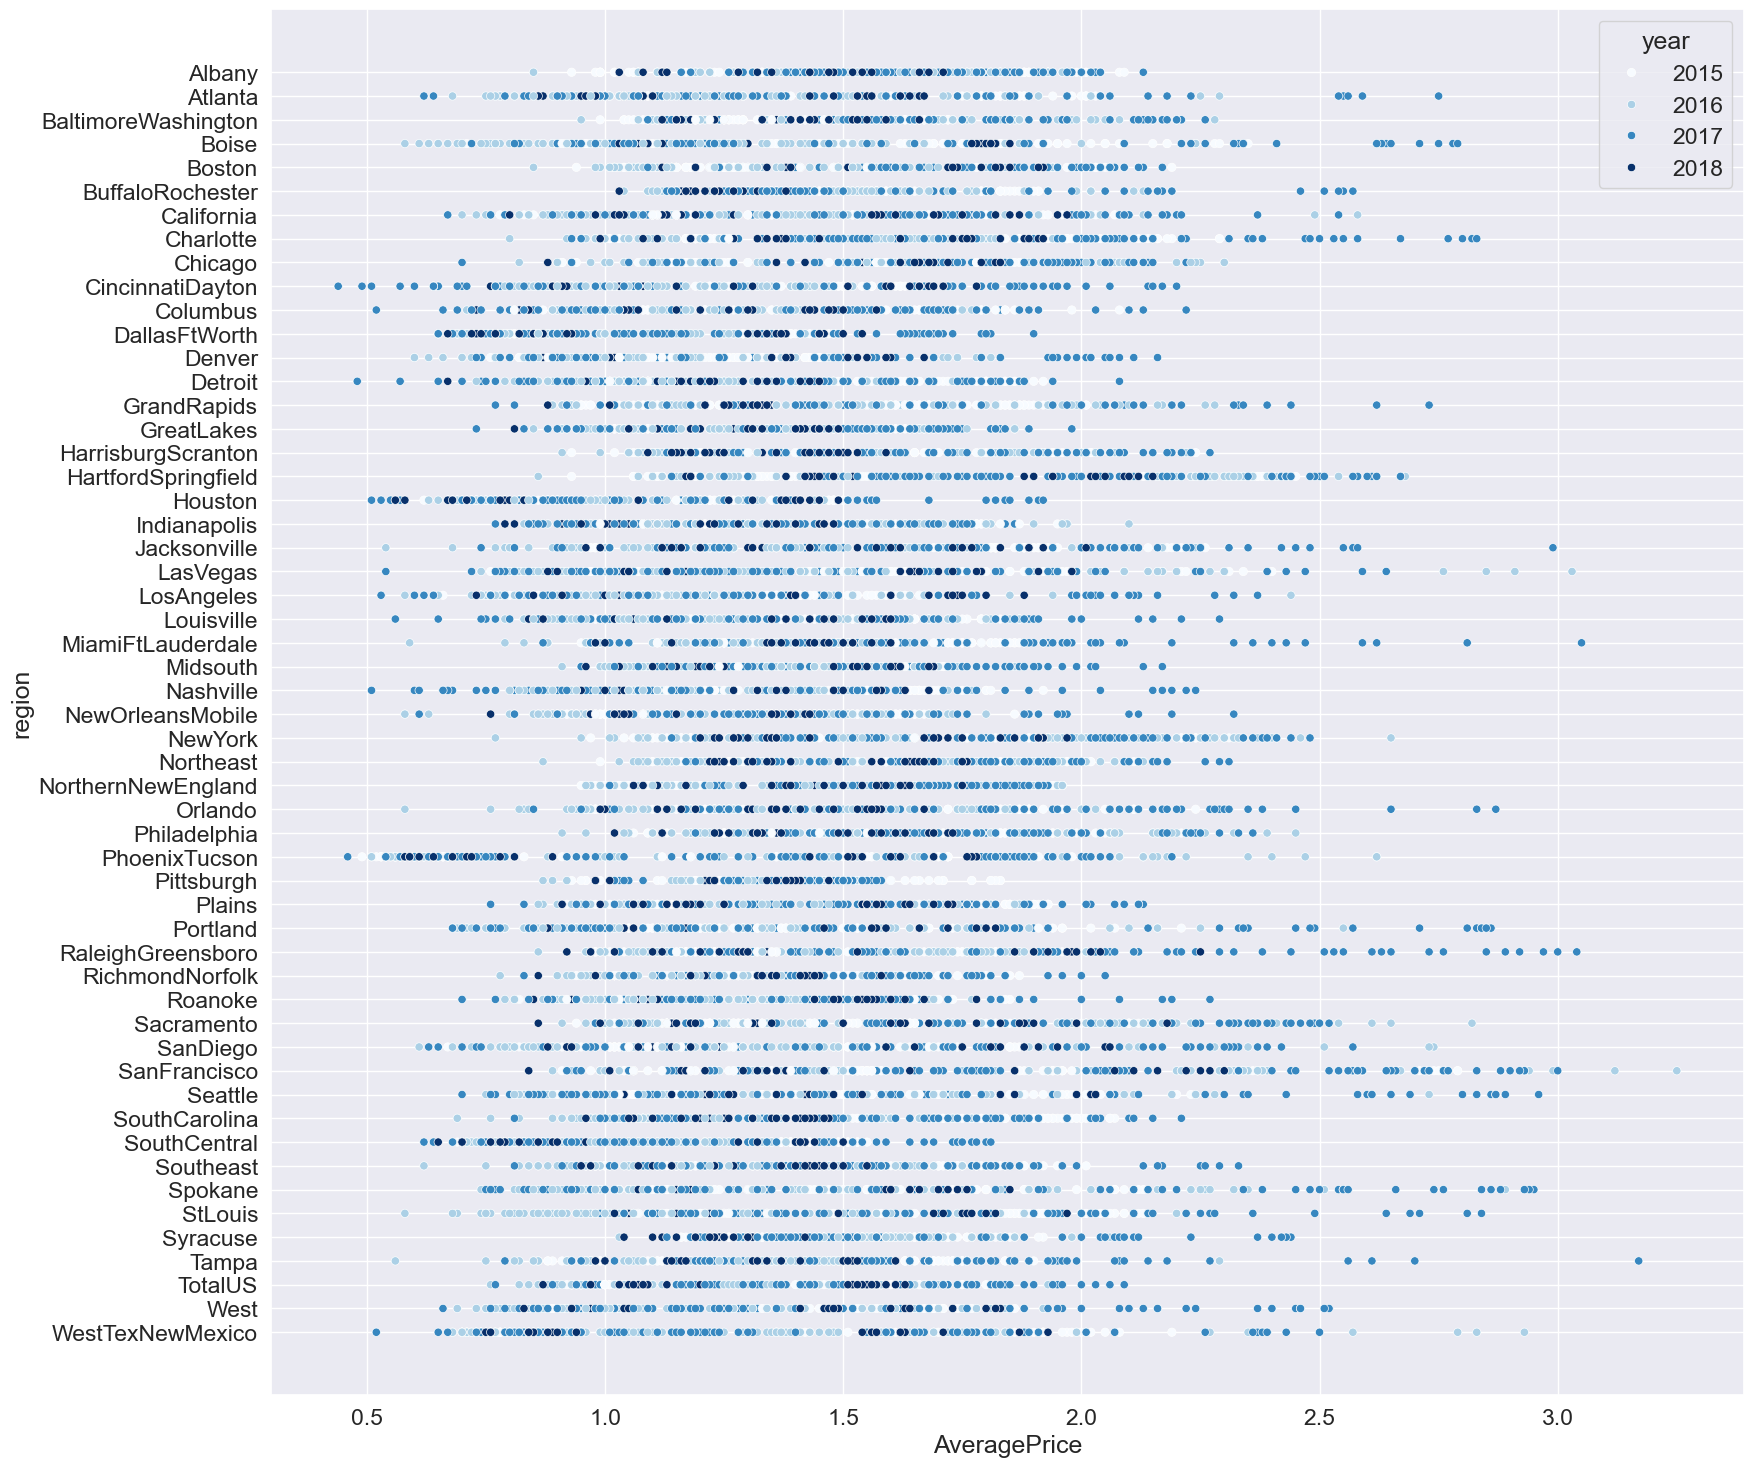 year
2015
2016
2017
2018
region
Albany
Atlanta
BaltimoreWashington
Boise
Boston
BuffaloRochester
California
Charlotte
Chicago
CincinnatiDayton
Columbus
DallasFtWorth
Denver
Detroit
GrandRapids
GreatLakes
HarrisburgScranton
HartfordSpringfield
Houston
Indianapolis
Jacksonville
LasVegas
LosAngeles
Louisville
MiamiFtLauderdale
Midsouth
Nashville
NewOrleansMobile
NewYork
Northeast
NorthernNewEngland
Orlando
Philadelphia
PhoenixTucson
Pittsburgh
Plains
Portland
RaleighGreensboro
RichmondNorfolk
Roanoke
Sacramento
SanDiego
SanFrancisco
Seattle
SouthCarolina
SouthCentral
Southeast
Spokane
StLouis
Syracuse
Tampa
TotalUS
West
WestTexNewMexico
0.5 1.0 1.5 2.0 2.5 3.0
AveragePrice